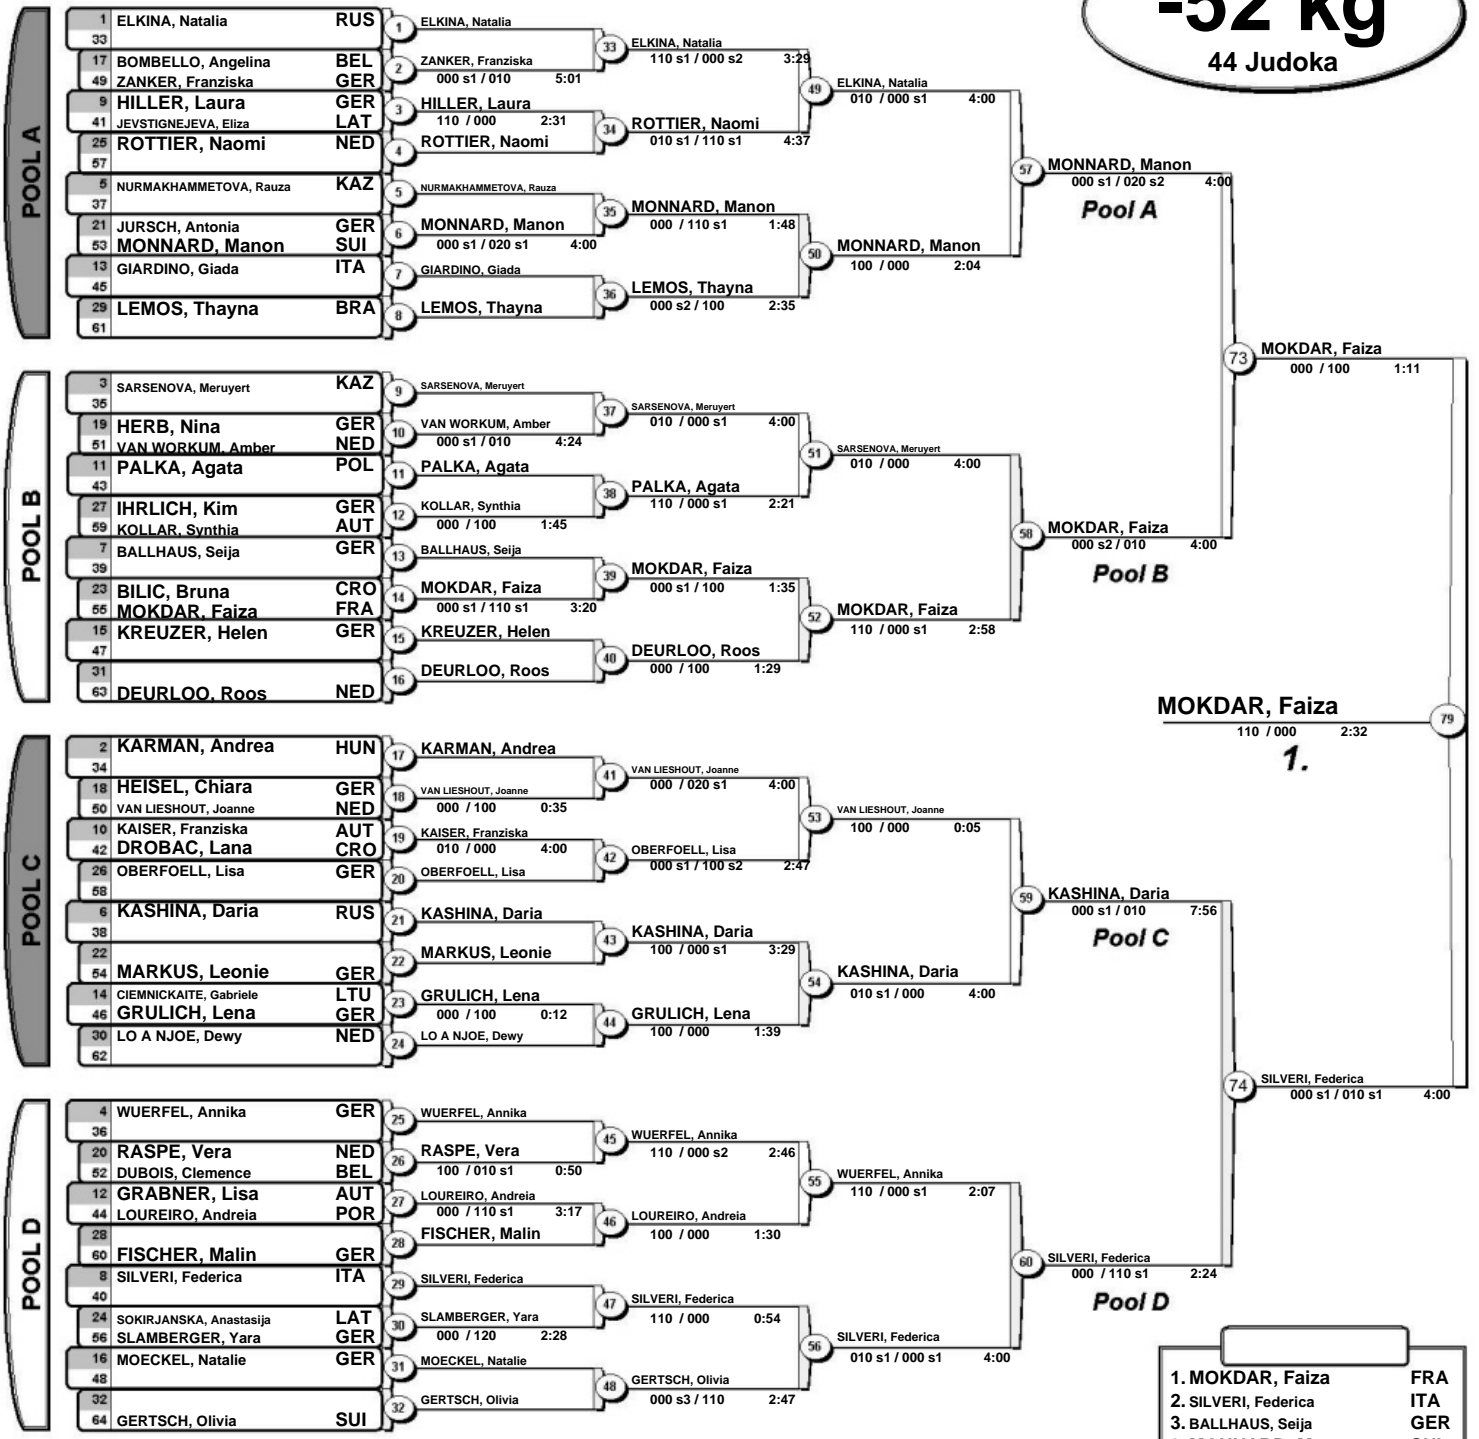 -52 kg
44 Judoka
POOL A
1 ELKINA, Natalia RUS
33
17 BOMBELLO, Angelina BEL
49 ZANKER, Franziska GER
9 HILLER, Laura GER
41 JEVSTIGNEJEVA, Eliza LAT
25 ROTTIER, Naomi NED
57
5 NURMAKHAMMETOVA, Rauza KAZ
37
21 JURSCH, Antonia GER
53 MONNARD, Manon SUI
13 GIARDINO, Giada ITA
45
29 LEMOS, Thayna BRA
61
1 ELKINA, Natalia
2 ZANKER, Franziska
000 s1 / 010 5:01
3 HILLER, Laura
110 / 000 2:31
4 ROTTIER, Naomi
5 NURMAKHAMMETOVA, Rauza
6 MONNARD, Manon
000 s1 / 020 s1 4:00
7 GIARDINO, Giada
8 LEMOS, Thayna
33 ELKINA, Natalia
110 s1 / 000 s2 3:29
34 ROTTIER, Naomi
010 s1 / 110 s1 4:37
35 MONNARD, Manon
000 / 110 s1 1:48
36 LEMOS, Thayna
000 s2 / 100 2:35
49 ELKINA, Natalia
010 / 000 s1 4:00
50 MONNARD, Manon
100 / 000 2:04
57 MONNARD, Manon
000 s1 / 020 s2 4:00
Pool A
POOL B
3 SARSENOVA, Meruyert KAZ
35
19 HERB, Nina GER
51 VAN WORKUM, Amber NED
11 PALKA, Agata POL
43
27 IHRLICH, Kim GER
59 KOLLAR, Synthia AUT
7 BALLHAUS, Seija GER
39
23 BILIC, Bruna CRO
55 MOKDAR, Faiza FRA
15 KREUZER, Helen GER
47
31
63 DEURLOO, Roos NED
9 SARSENOVA, Meruyert
10 VAN WORKUM, Amber
000 s1 / 010 4:24
11 PALKA, Agata
12 KOLLAR, Synthia
000 / 100 1:45
13 BALLHAUS, Seija
14 MOKDAR, Faiza
000 s1 / 110 s1 3:20
15 KREUZER, Helen
16 DEURLOO, Roos
37 SARSENOVA, Meruyert
010 / 000 s1 4:00
38 PALKA, Agata
110 / 000 s1 2:21
39 MOKDAR, Faiza
000 s1 / 100 1:35
40 DEURLOO, Roos
000 / 100 1:29
51 SARSENOVA, Meruyert
010 / 000 4:00
52 MOKDAR, Faiza
110 / 000 s1 2:58
58 MOKDAR, Faiza
000 s2 / 010 4:00
Pool B
73 MOKDAR, Faiza
000 / 100 1:11
MOKDAR, Faiza 79
110 / 000 2:32
1.
POOL C
2 KARMAN, Andrea HUN
34
18 HEISEL, Chiara GER
50 VAN LIESHOUT, Joanne NED
10 KAISER, Franziska AUT
42 DROBAC, Lana CRO
26 OBERFOELL, Lisa GER
58
6 KASHINA, Daria RUS
38
22
54 MARKUS, Leonie GER
14 CIEMNICKAITE, Gabriele LTU
46 GRULICH, Lena GER
30 LO A NJOE, Dewy NED
62
17 KARMAN, Andrea
18 VAN LIESHOUT, Joanne
000 / 100 0:35
19 KAISER, Franziska
010 / 000 4:00
20 OBERFOELL, Lisa
21 KASHINA, Daria
22 MARKUS, Leonie
23 GRULICH, Lena
000 / 100 0:12
24 LO A NJOE, Dewy
41 VAN LIESHOUT, Joanne
000 / 020 s1 4:00
42 OBERFOELL, Lisa
000 s1 / 100 s2 2:47
43 KASHINA, Daria
100 / 000 s1 3:29
44 GRULICH, Lena
100 / 000 1:39
53 VAN LIESHOUT, Joanne
100 / 000 0:05
54 KASHINA, Daria
010 s1 / 000 4:00
59 KASHINA, Daria
000 s1 / 010 7:56
Pool C
74 SILVERI, Federica
000 s1 / 010 s1 4:00
POOL D
4 WUERFEL, Annika GER
36
20 RASPE, Vera NED
52 DUBOIS, Clemence BEL
12 GRABNER, Lisa AUT
44 LOUREIRO, Andreia POR
28
60 FISCHER, Malin GER
8 SILVERI, Federica ITA
40
24 SOKIRJANSKA, Anastasija LAT
56 SLAMBERGER, Yara GER
16 MOECKEL, Natalie GER
48
32
64 GERTSCH, Olivia SUI
25 WUERFEL, Annika
26 RASPE, Vera
100 / 010 s1 0:50
27 LOUREIRO, Andreia
000 / 110 s1 3:17
28 FISCHER, Malin
29 SILVERI, Federica
30 SLAMBERGER, Yara
000 / 120 2:28
31 MOECKEL, Natalie
32 GERTSCH, Olivia
45 WUERFEL, Annika
110 / 000 s2 2:46
46 LOUREIRO, Andreia
100 / 000 1:30
47 SILVERI, Federica
110 / 000 0:54
48 GERTSCH, Olivia
000 s3 / 110 2:47
55 WUERFEL, Annika
110 / 000 s1 2:07
56 SILVERI, Federica
010 s1 / 000 s1 4:00
60 SILVERI, Federica
000 / 110 s1 2:24
Pool D
1. MOKDAR, Faiza FRA
2. SILVERI, Federica ITA
3. BALLHAUS, Seija GER